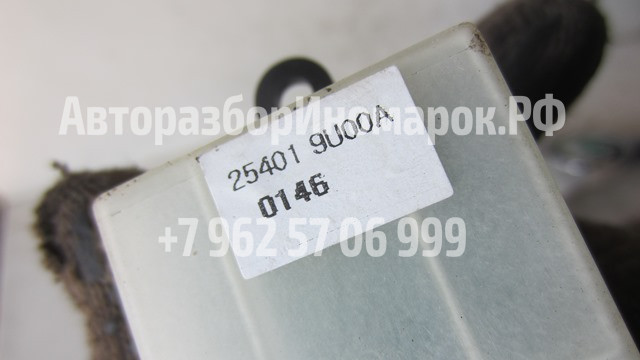 АвторазборИномарок.РФ
25401 9U00A
0146
+7 962 57 06 999